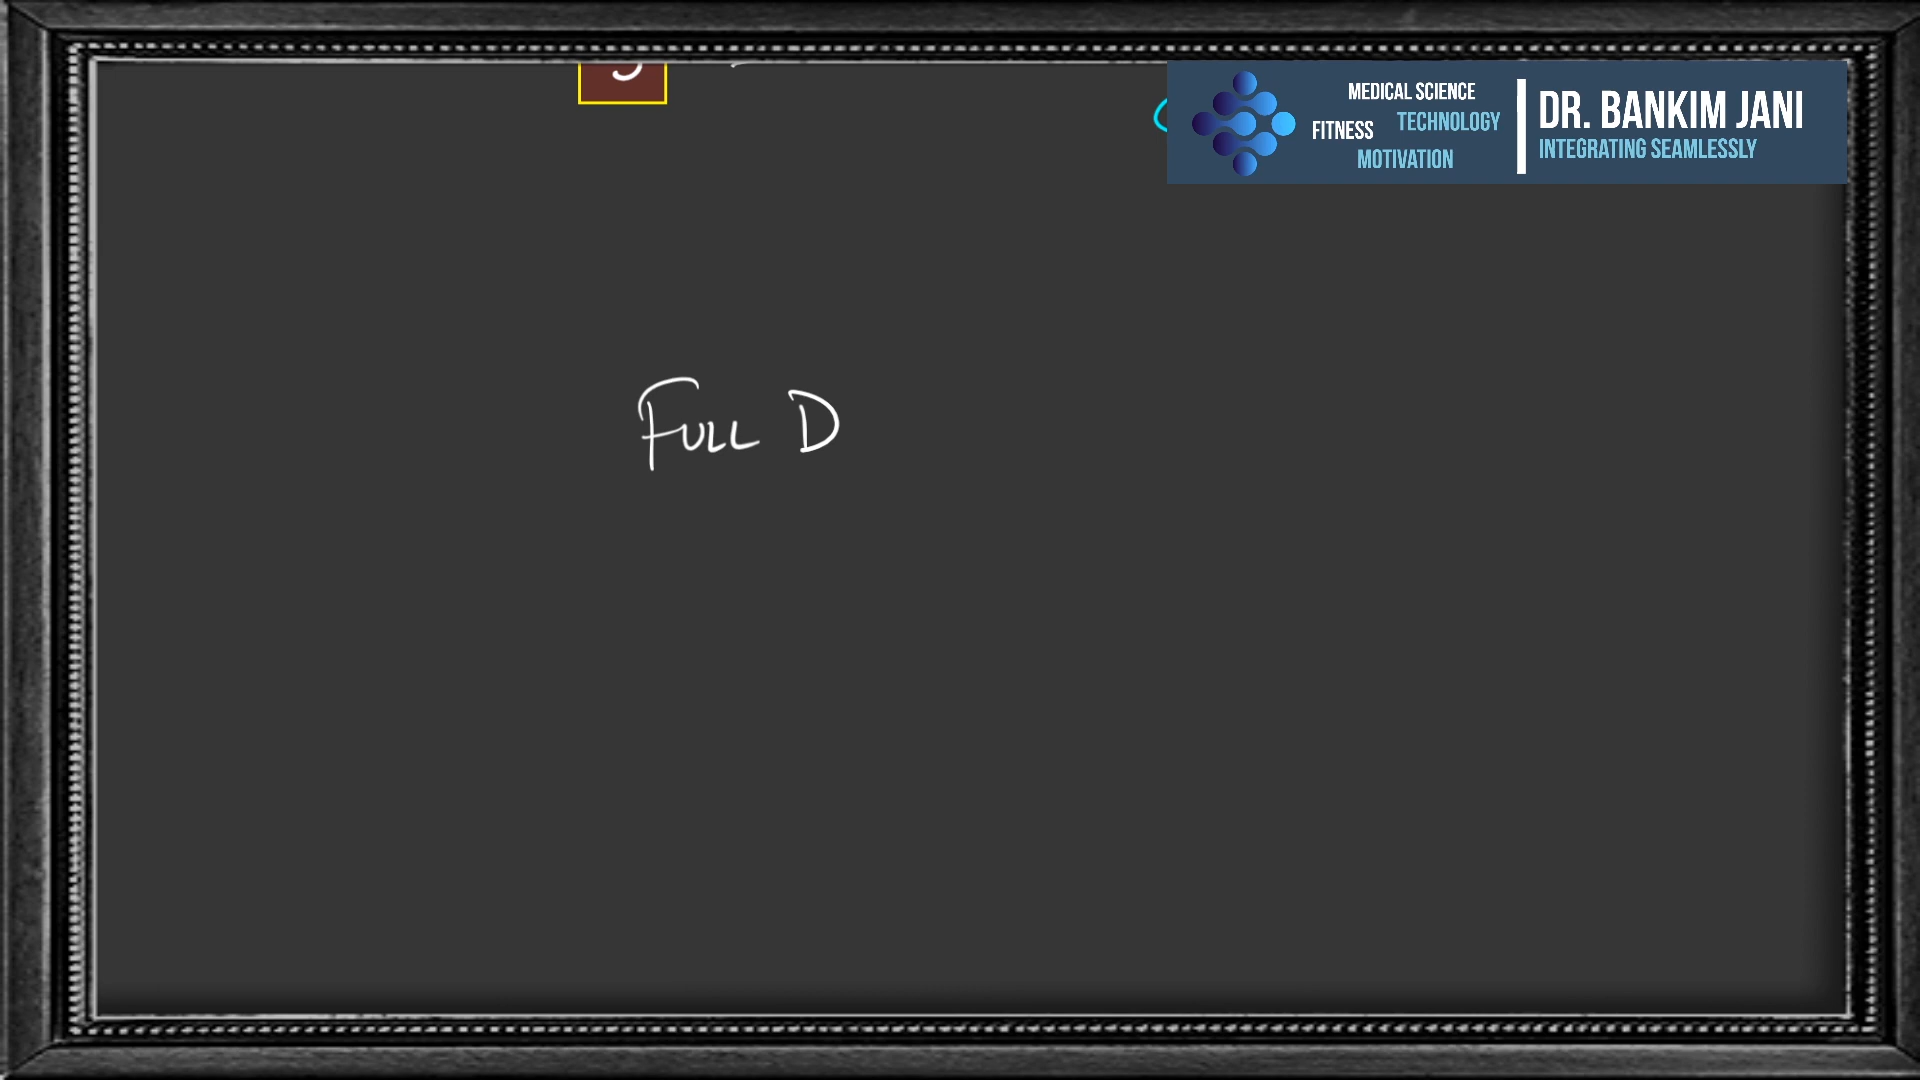 MEDICAL SCIENCE
FITNESS TECHNOLOGY
MOTIVATION
DR. BANKIM JANI
INTEGRATING SEAMLESSLY
FULL D